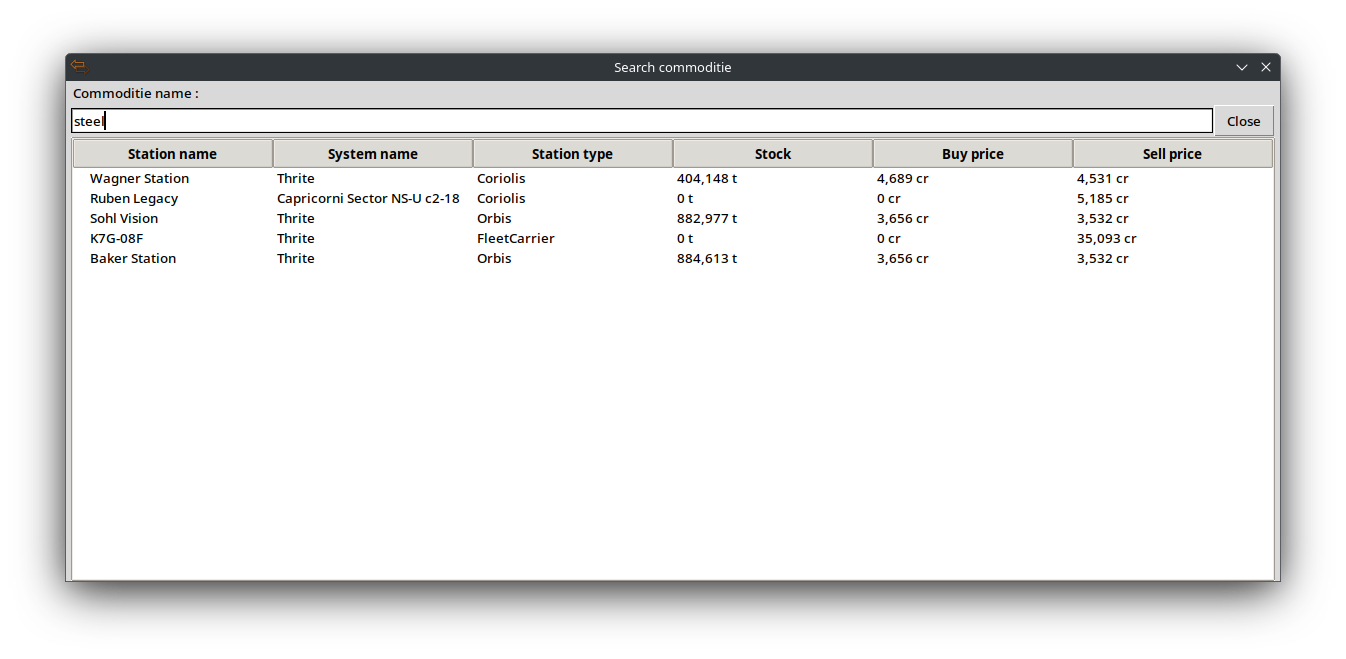 Search commoditie
Commoditie name :
steel Close
Station name System name Station type Stock Buy price Sell price
Wagner Station Thrite Coriolis 404,148 t 4,689 cr 4,531 cr
Ruben Legacy Capricorni Sector NS-U c2-18 Coriolis 0 t 0 cr 5,185 cr
Sohl Vision Thrite Orbis 882,977 t 3,656 cr 3,532 cr
K7G-08F Thrite FleetCarrier 0 t 0 cr 35,093 cr
Baker Station Thrite Orbis 884,613 t 3,656 cr 3,532 cr